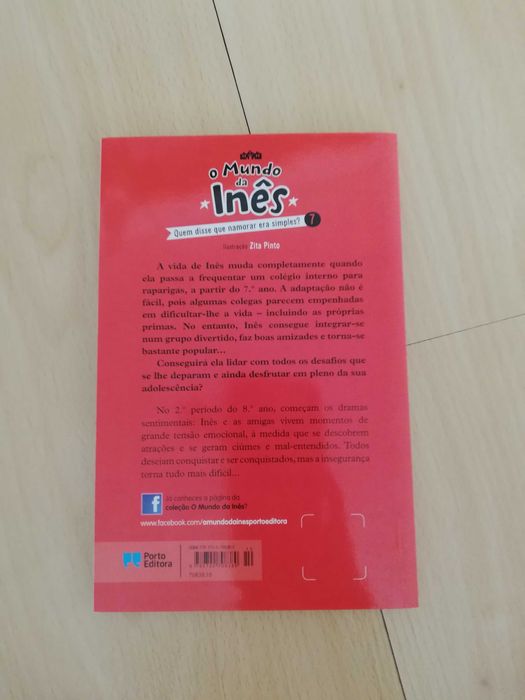 O Mundo
da
Inês
Quem disse que namorar era simples? 7
Ilustração Zita Pinto
A vida de Inês muda completamente quando
ela passa a frequentar um colégio interno para
raparigas, a partir do 7.º ano. A adaptação não é
fácil, pois algumas colegas parecem empenhadas
em dificultar-lhe a vida – incluindo as próprias
primas. No entanto, Inês consegue integrar-se
num grupo divertido, faz boas amizades e torna-se
bastante popular...
Conseguirá ela lidar com todos os desafios que
se lhe deparam e ainda desfrutar em pleno da sua
adolescência?
No 2.º período do 8.º ano, começam os dramas
sentimentais: Inês e as amigas vivem momentos de
grande tensão emocional, à medida que se descobrem
atrações e se geram ciúmes e mal-entendidos. Todos
desejam conquistar e ser conquistados, mas a insegurança
torna tudo mais difícil...
f
Já conheces a página da
coleção O Mundo da Inês?
www.facebook.com/omundodainesportoeditora
Porto
Editora
ISBN